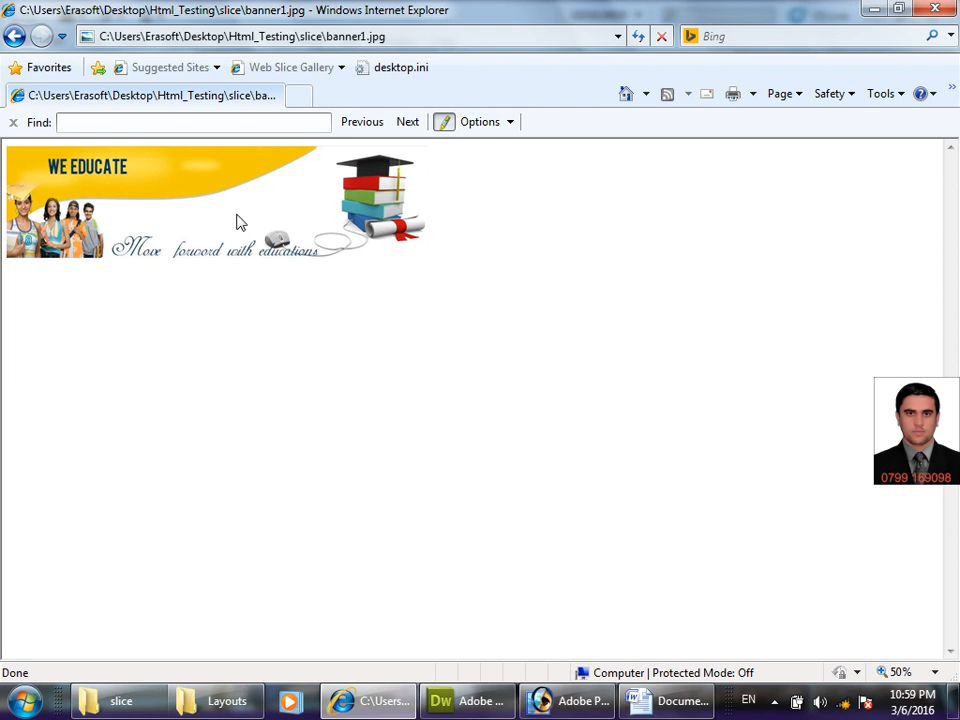 C:\Users\Erasoft\Desktop\Html_Testing\slice\banner1.jpg - Windows Internet Explorer
C:\Users\Erasoft\Desktop\Html_Testing\slice\banner1.jpg
Bing
Favorites
Suggested Sites
Web Slice Gallery
desktop.ini
C:\Users\Erasoft\Desktop\Html_Testing\slice\ba...
Page
Safety
Tools
Find:
Previous
Next
Options
WE EDUCATE
Move forword with educations
0799 169098
Done
Computer | Protected Mode: Off
50%
slice
Layouts
C:\Users...
Dw
Adobe ...
Adobe P...
Docume...
EN
10:59 PM
3/6/2016